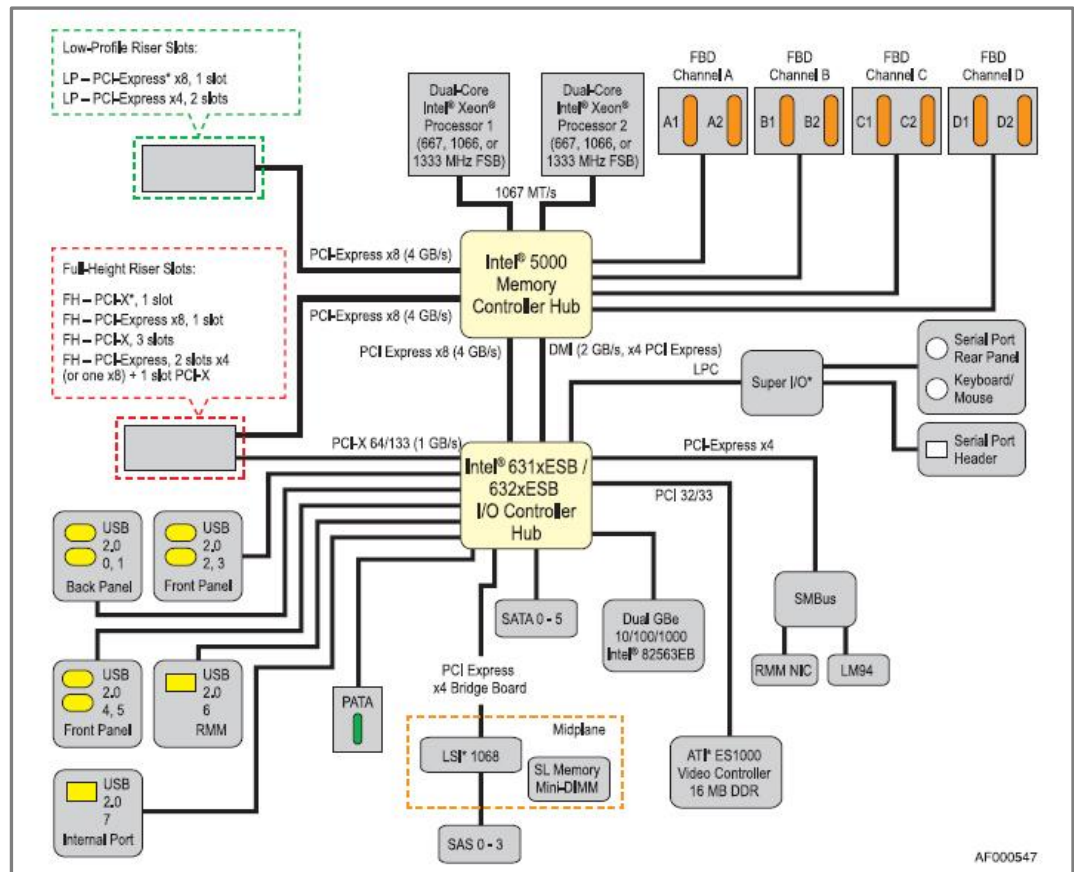 Low-Profile Riser Slots:
LP – PCI-Express* x8, 1 slot
LP – PCI-Express x4, 2 slots
Dual-Core
Intel® Xeon®
Processor 1
(667, 1066, or
1333 MHz FSB)
Dual-Core
Intel® Xeon®
Processor 2
(667, 1066, or
1333 MHz FSB)
FBD
Channel A
FBD
Channel B
FBD
Channel C
FBD
Channel D
A1 A2
B1 B2
C1 C2
D1 D2
1067 MT/s
PCI-Express x8 (4 GB/s)
Intel® 5000
Memory
Controller Hub
Full-Height Riser Slots:
FH – PCI-X*, 1 slot
FH – PCI-Express x8, 1 slot
FH – PCI-X, 3 slots
FH – PCI-Express, 2 slots x4
(or one x8) + 1 slot PCI-X
PCI-Express x8 (4 GB/s)
PCI Express x8 (4 GB/s)
DMI (2 GB/s, x4 PCI Express)
LPC
Super I/O*
Serial Port
Rear Panel
Keyboard/
Mouse
Serial Port
Header
PCI-X 64/133 (1 GB/s)
PCI-Express x4
Intel® 631xESB /
632xESB
I/O Controller
Hub
PCI 32/33
USB
2.0
0, 1
Back Panel
USB
2.0
2, 3
Front Panel
SATA 0 - 5
Dual GBe
10/100/1000
Intel® 82563EB
SMBus
RMM NIC
LM94
USB
2.0
4, 5
Front Panel
USB
2.0
6
RMM
PATA
PCI Express
x4 Bridge Board
Midplane
LSI* 1068
SL Memory
Mini-DIMM
ATI* ES1000
Video Controller
16 MB DDR
USB
2.0
7
Internal Port
SAS 0 - 3
AF000547